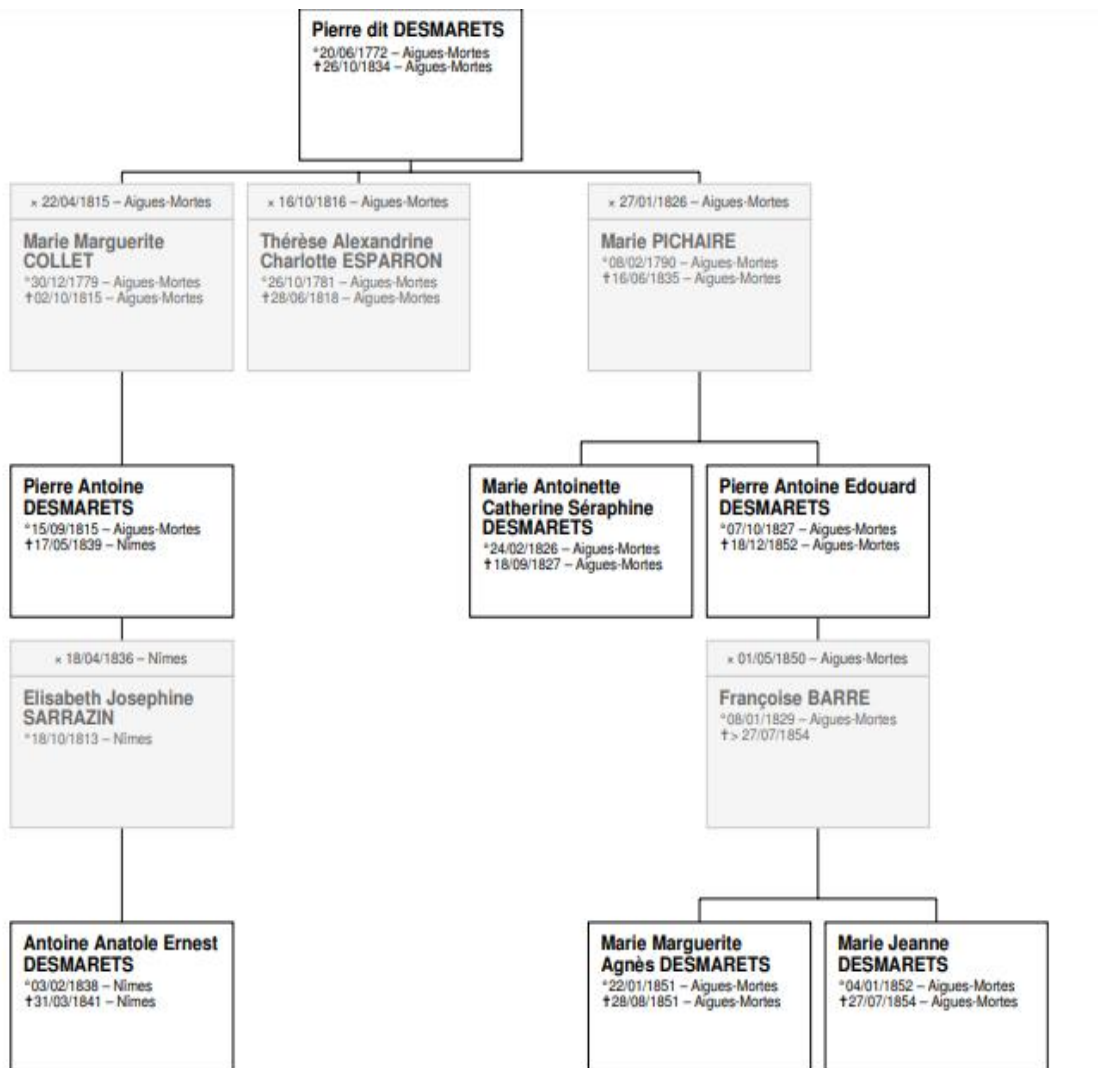 Pierre dit DESMARETS
°20/06/1772 – Aigues-Mortes
†26/10/1834 – Aigues-Mortes
× 22/04/1815 – Aigues-Mortes
Marie Marguerite
COLLET
°30/12/1779 – Aigues-Mortes
†02/10/1815 – Aigues-Mortes
× 16/10/1816 – Aigues-Mortes
Thérèse Alexandrine
Charlotte ESPARRON
°26/10/1781 – Aigues-Mortes
†28/06/1818 – Aigues-Mortes
× 27/01/1826 – Aigues-Mortes
Marie PICHAIRE
°08/02/1790 – Aigues-Mortes
†16/06/1835 – Aigues-Mortes
Pierre Antoine
DESMARETS
°15/09/1815 – Aigues-Mortes
†17/05/1839 – Nîmes
Marie Antoinette
Catherine Séraphine
DESMARETS
°24/02/1826 – Aigues-Mortes
†18/09/1827 – Aigues-Mortes
Pierre Antoine Edouard
DESMARETS
°07/10/1827 – Aigues-Mortes
†18/12/1852 – Aigues-Mortes
× 18/04/1836 – Nîmes
Elisabeth Josephine
SARRAZIN
°18/10/1813 – Nîmes
× 01/05/1850 – Aigues-Mortes
Françoise BARRE
°08/01/1829 – Aigues-Mortes
†> 27/07/1854
Antoine Anatole Ernest
DESMARETS
°03/02/1838 – Nîmes
†31/03/1841 – Nîmes
Marie Marguerite
Agnès DESMARETS
°22/01/1851 – Aigues-Mortes
†28/08/1851 – Aigues-Mortes
Marie Jeanne
DESMARETS
°04/01/1852 – Aigues-Mortes
†27/07/1854 – Aigues-Mortes